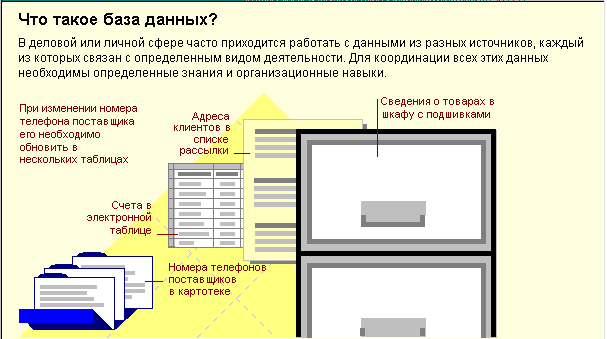 Что такое база данных?
В деловой или личной сфере часто приходится работать с данными из разных источников, каждый
из которых связан с определенным видом деятельности. Для координации всех этих данных
необходимы определенные знания и организационные навыки.
При изменении номера
телефона поставщика
его необходимо
обновить в
нескольких таблицах
Адреса
клиентов в
списке
рассылки
Сведения о товарах в
шкафу с подшивками
Счета в
электронной
таблице
Номера телефонов
поставщиков
в картотеке